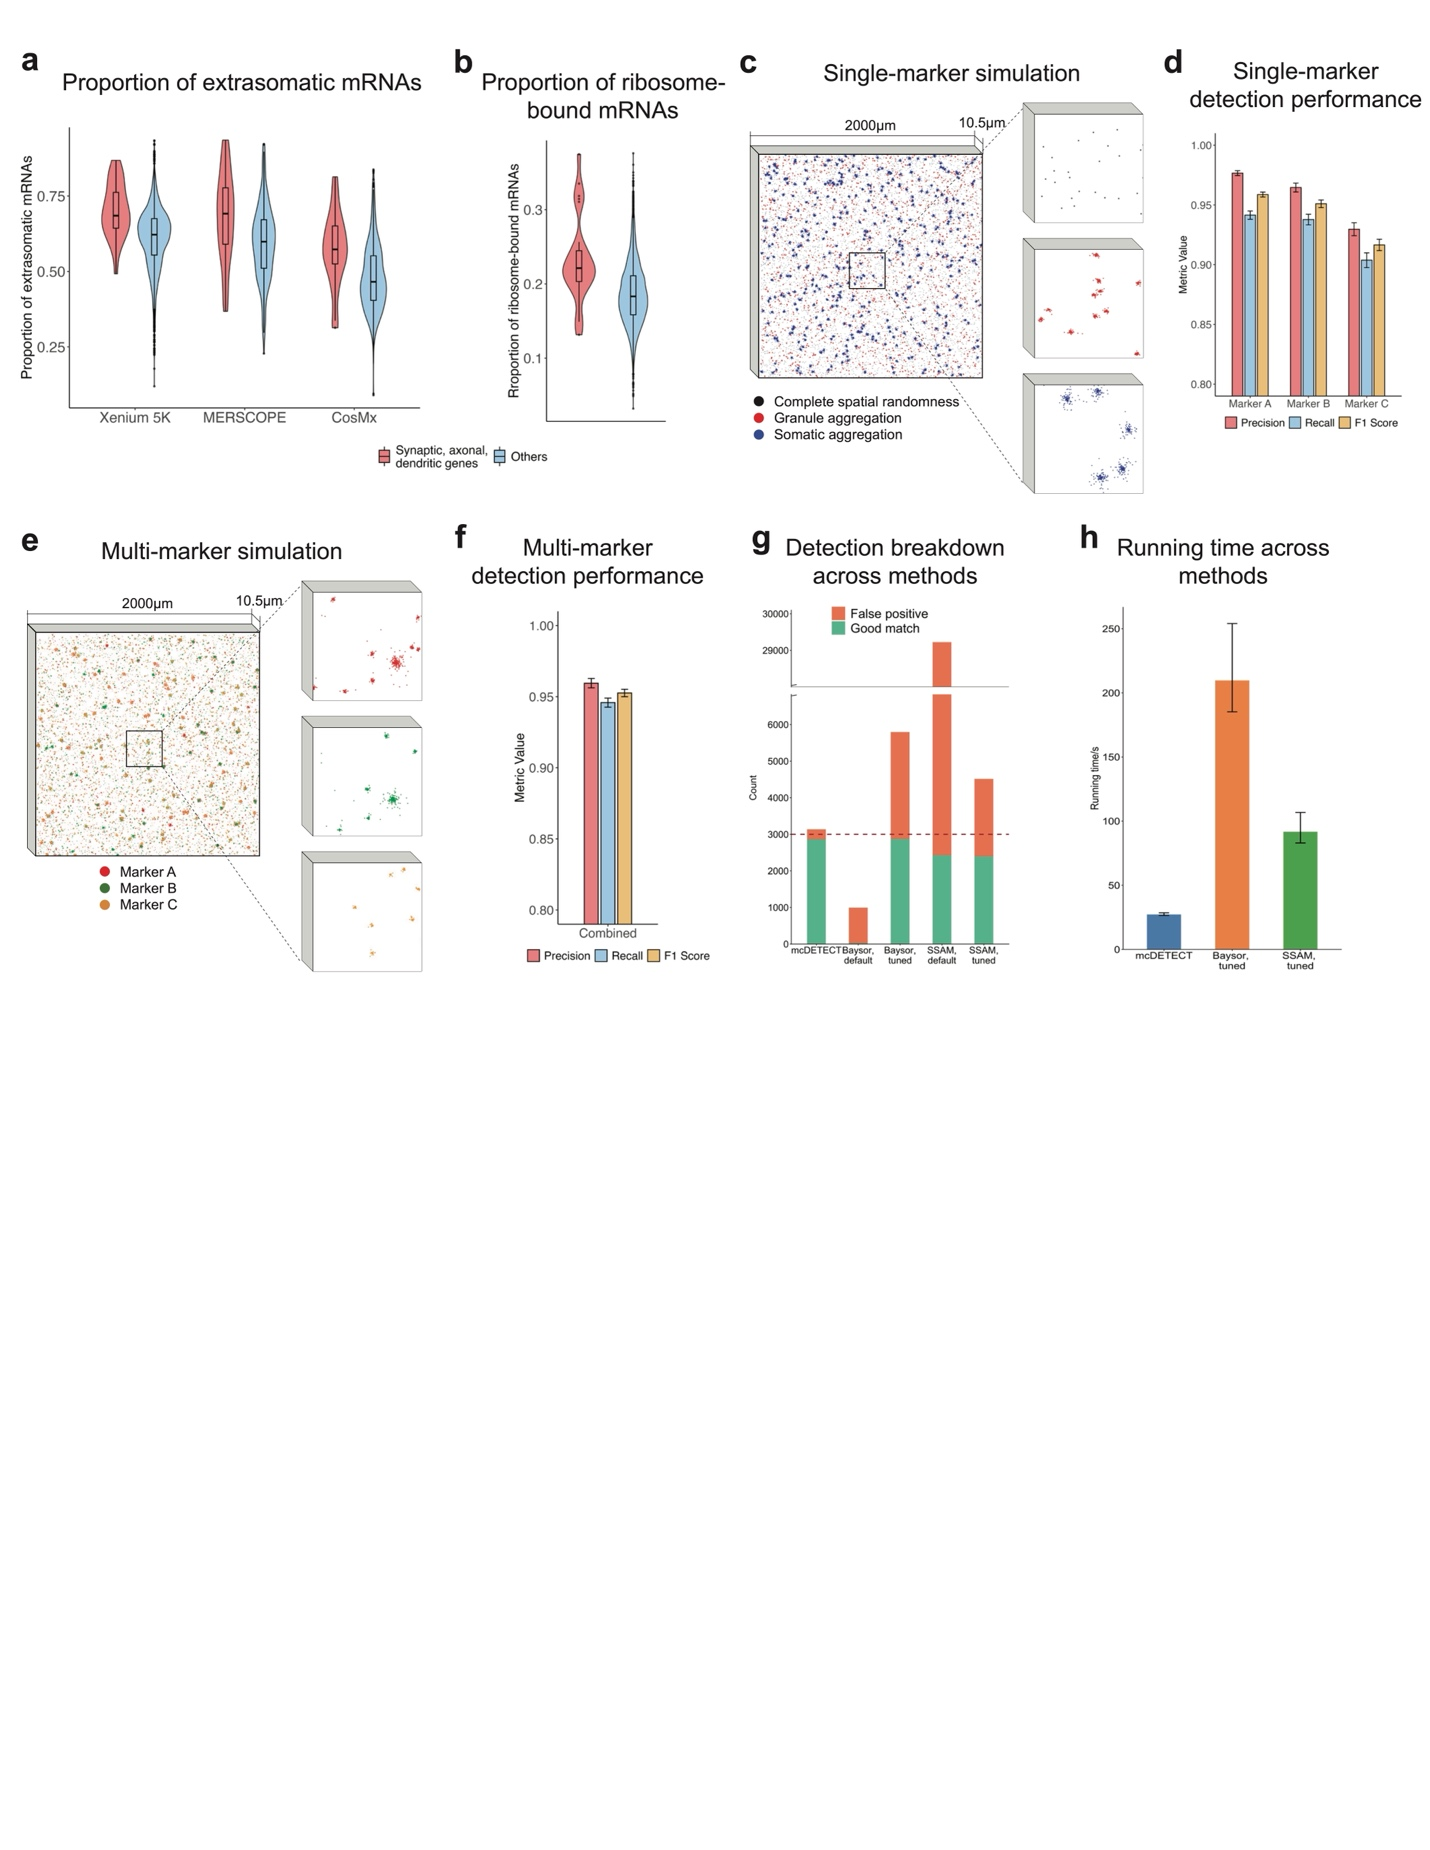 a
Proportion of extrasomatic mRNAs
Proportion of extrasomatic mRNAs
0.75
0.50
0.25
Xenium 5K
MERSCOPE
CosMx
b
Proportion of ribosome-
bound mRNAs
Rroportion of ribosome-bound mRNAs
0.3
0.2
0.1
Synaptic, axonal,
dendritic genes
Others
c
Single-marker simulation
2000µm
10.5µm
Complete spatial randomness
Granule aggregation
Somatic aggregation
d
Single-marker
detection performance
Metric Value
1.00
0.95
0.90
0.85
0.80
Marker A
Marker B
Marker C
Precision
Recall
F1 Score
e
Multi-marker simulation
2000µm
10.5µm
Marker A
Marker B
Marker C
f
Multi-marker
detection performance
Metric Value
1.00
0.95
0.90
0.85
0.80
Combined
Precision
Recall
F1 Score
g
Detection breakdown
across methods
False positive
Good match
Count
30000
29000
6000
5000
4000
3000
2000
1000
0
mcDETECT
Baysor,
default
Baysor,
tuned
SSAM,
default
SSAM,
tuned
h
Running time across
methods
Running time/s
250
200
150
100
50
0
mcDETECT
Baysor,
tuned
SSAM,
tuned